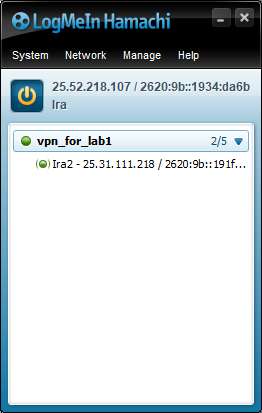 LogMeIn Hamachi
System Network Manage Help
25.52.218.107 / 2620:9b::1934:da6b
Ira
vpn_for_lab1 2/5
Ira2 - 25.31.111.218 / 2620:9b::191f...